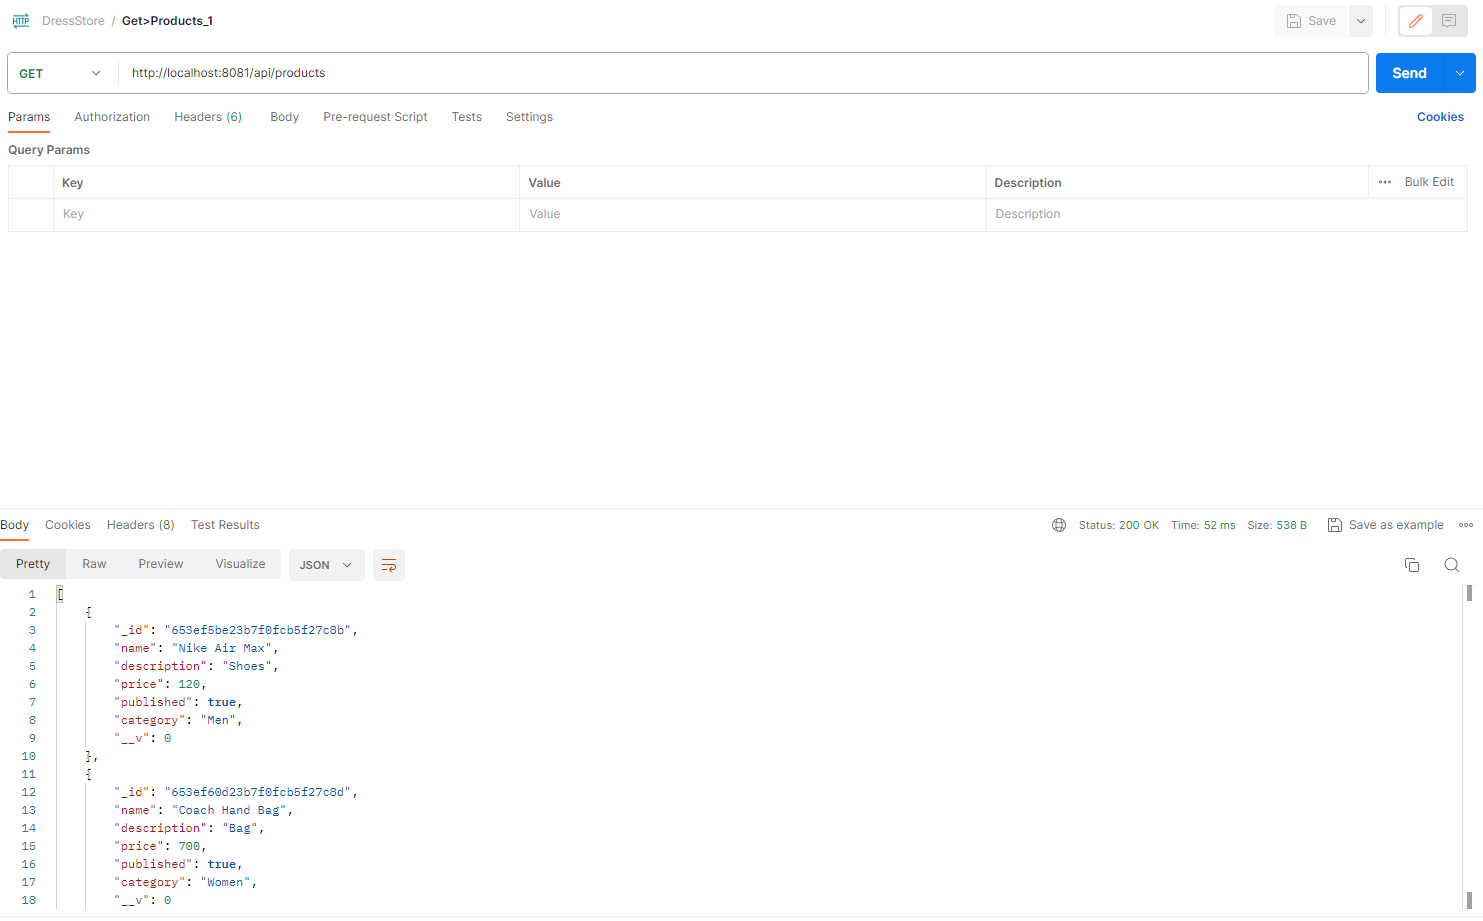 HTTP DressStore / Get>Products_1 Save
GET http://localhost:8081/api/products Send
Params Authorization Headers (6) Body Pre-request Script Tests Settings Cookies
Query Params
Key Value Description ••• Bulk Edit
Key Value Description
Body Cookies Headers (8) Test Results Status: 200 OK Time: 52 ms Size: 538 B Save as example
Pretty Raw Preview Visualize JSON
1 [
2 {
3 "_id": "653ef5be23b7f0fcb5f27c8b",
4 "name": "Nike Air Max",
5 "description": "Shoes",
6 "price": 120,
7 "published": true,
8 "category": "Men",
9 "__v": 0
10 },
11 {
12 "_id": "653ef60d23b7f0fcb5f27c8d",
13 "name": "Coach Hand Bag",
14 "description": "Bag",
15 "price": 700,
16 "published": true,
17 "category": "Women",
18 "__v": 0